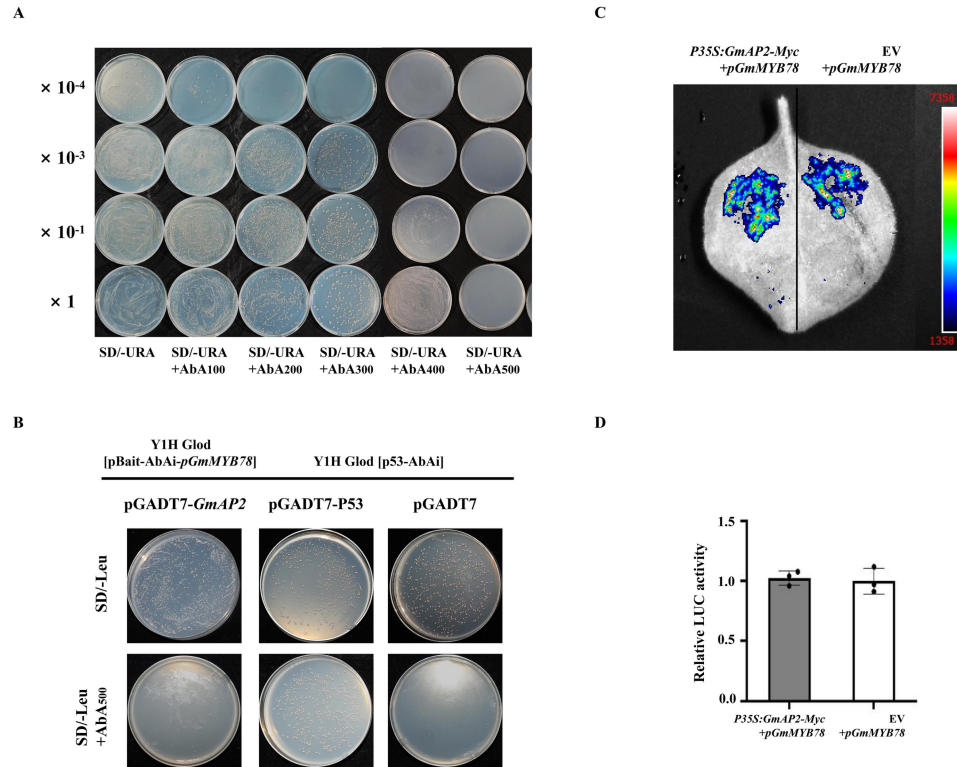 A
× 10-4
× 10-3
× 10-1
× 1
SD/-URA
SD/-URA
+AbA100
SD/-URA
+AbA200
SD/-URA
+AbA300
SD/-URA
+AbA400
SD/-URA
+AbA500
B
Y1H Glod
[pBait-AbAi-pGmMYB78]
Y1H Glod [p53-AbAi]
pGADT7-GmAP2
pGADT7-P53
pGADT7
SD/-Leu
SD/-Leu
+AbA500
C
P35S:GmAP2-Myc
+pGmMYB78
EV
+pGmMYB78
7358
1358
D
Relative LUC activity
1.5
1.0
0.5
0.0
P35S:GmAP2-Myc
+pGmMYB78
EV
+pGmMYB78